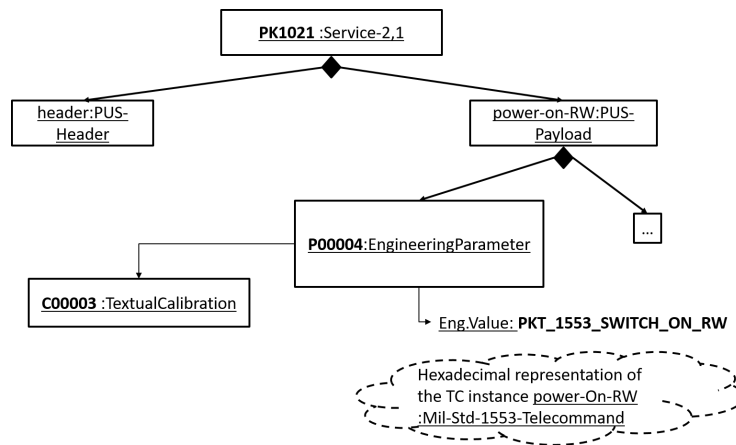 PK1021 :Service-2,1
header:PUS-
Header
power-on-RW:PUS-
Payload
P00004:EngineeringParameter
...
C00003 :TextualCalibration
Eng.Value: PKT_1553_SWITCH_ON_RW
Hexadecimal representation of
the TC instance power-On-RW
:Mil-Std-1553-Telecommand